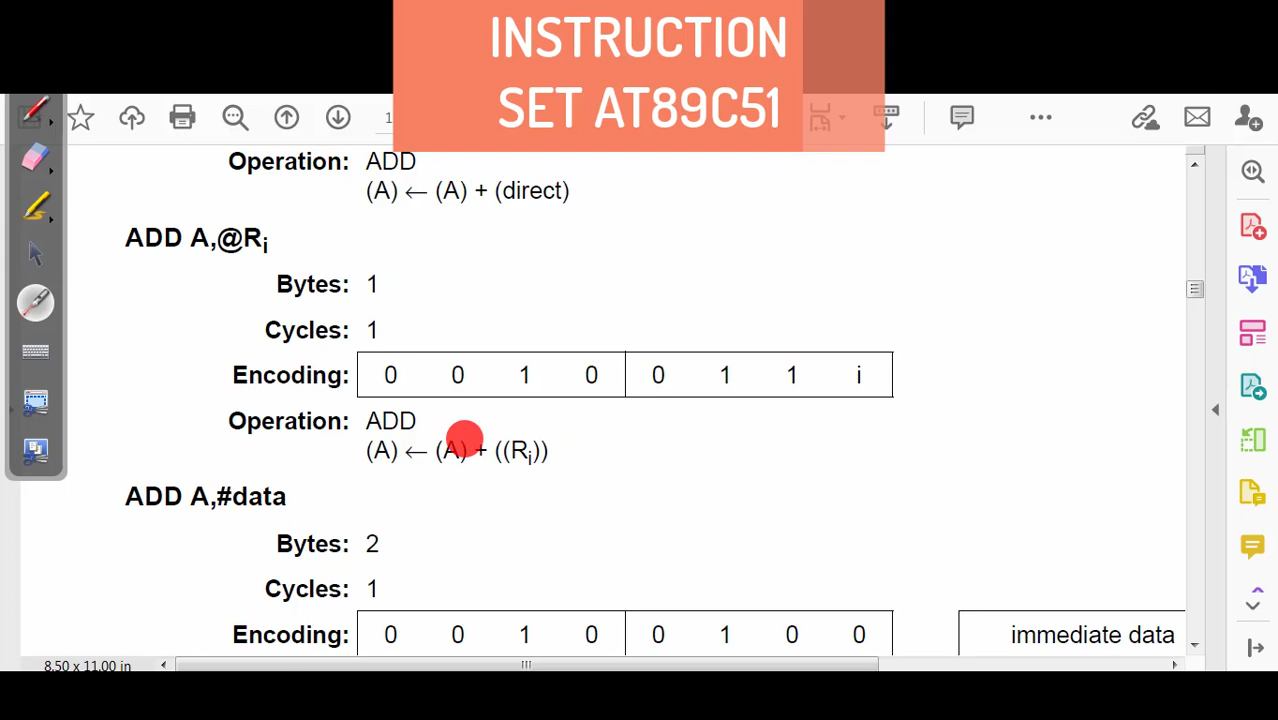 INSTRUCTION
SET AT89C51
1
Operation: ADD
(A) ← (A) + (direct)
ADD A,@Ri
Bytes: 1
Cycles: 1
Encoding: 0 0 1 0 0 1 1 i
Operation: ADD
(A) ← (A) + ((Ri))
ADD A,#data
Bytes: 2
Cycles: 1
Encoding: 0 0 1 0 0 1 0 0 immediate data
8.50 x 11.00 in